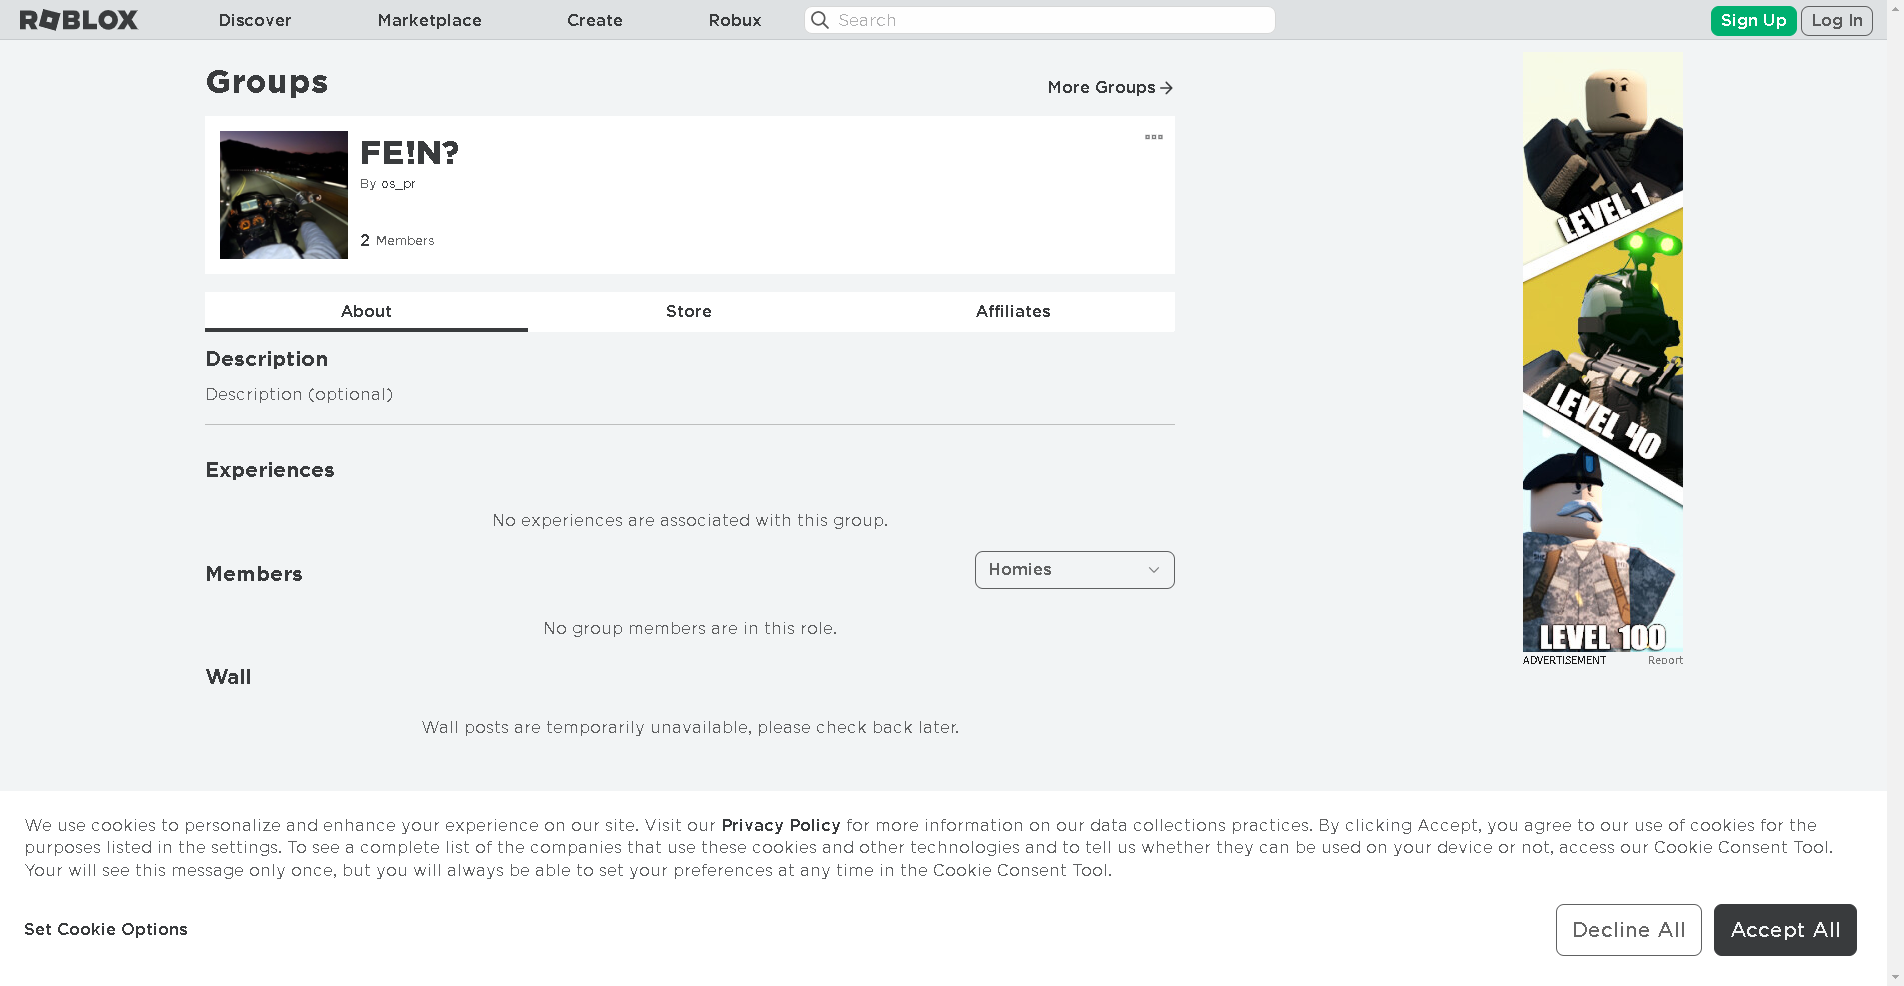 ROBLOX
Discover
Marketplace
Create
Robux
Search
Sign Up
Log In
Groups
More Groups
FE!N?
By os_pr
2 Members
About
Store
Affiliates
Description
Description (optional)
Experiences
No experiences are associated with this group.
Members
Homies
No group members are in this role.
Wall
Wall posts are temporarily unavailable, please check back later.
LEVEL 1
LEVEL 40
LEVEL 100
ADVERTISEMENT
Report
We use cookies to personalize and enhance your experience on our site. Visit our Privacy Policy for more information on our data collections practices. By clicking Accept, you agree to our use of cookies for the
purposes listed in the settings. To see a complete list of the companies that use these cookies and other technologies and to tell us whether they can be used on your device or not, access our Cookie Consent Tool.
Your will see this message only once, but you will always be able to set your preferences at any time in the Cookie Consent Tool.
Set Cookie Options
Decline All
Accept All